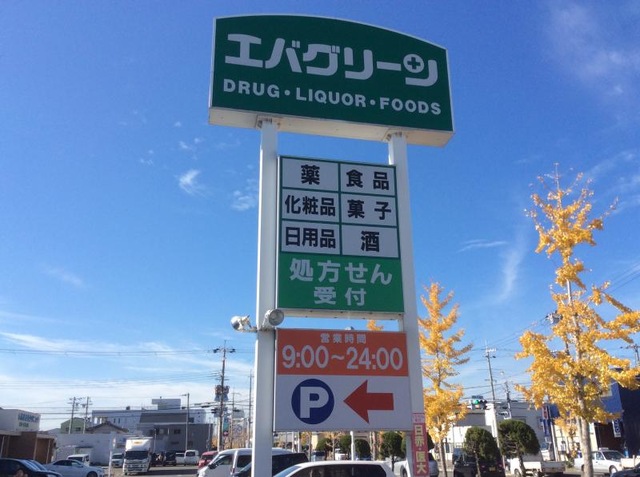 エバグリーン
DRUG・LIQUOR・FOODS
薬 食品
化粧品 菓子
日用品 酒
処方せん
受付
営業時間
9:00〜24:00
P